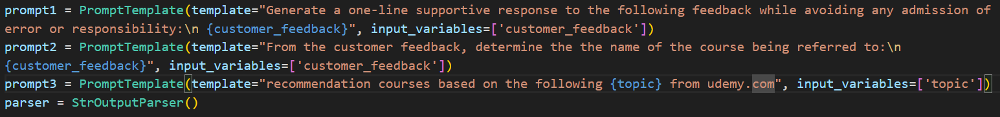 prompt1 = PromptTemplate(template="Generate a one-line supportive response to the following feedback while avoiding any admission of
error or responsibility:\n {customer_feedback}", input_variables=['customer_feedback'])
prompt2 = PromptTemplate(template="From the customer feedback, determine the the name of the course being referred to:\n
{customer_feedback}", input_variables=['customer_feedback'])
prompt3 = PromptTemplate(template="recommendation courses based on the following {topic} from udemy.com", input_variables=['topic'])
parser = StrOutputParser()